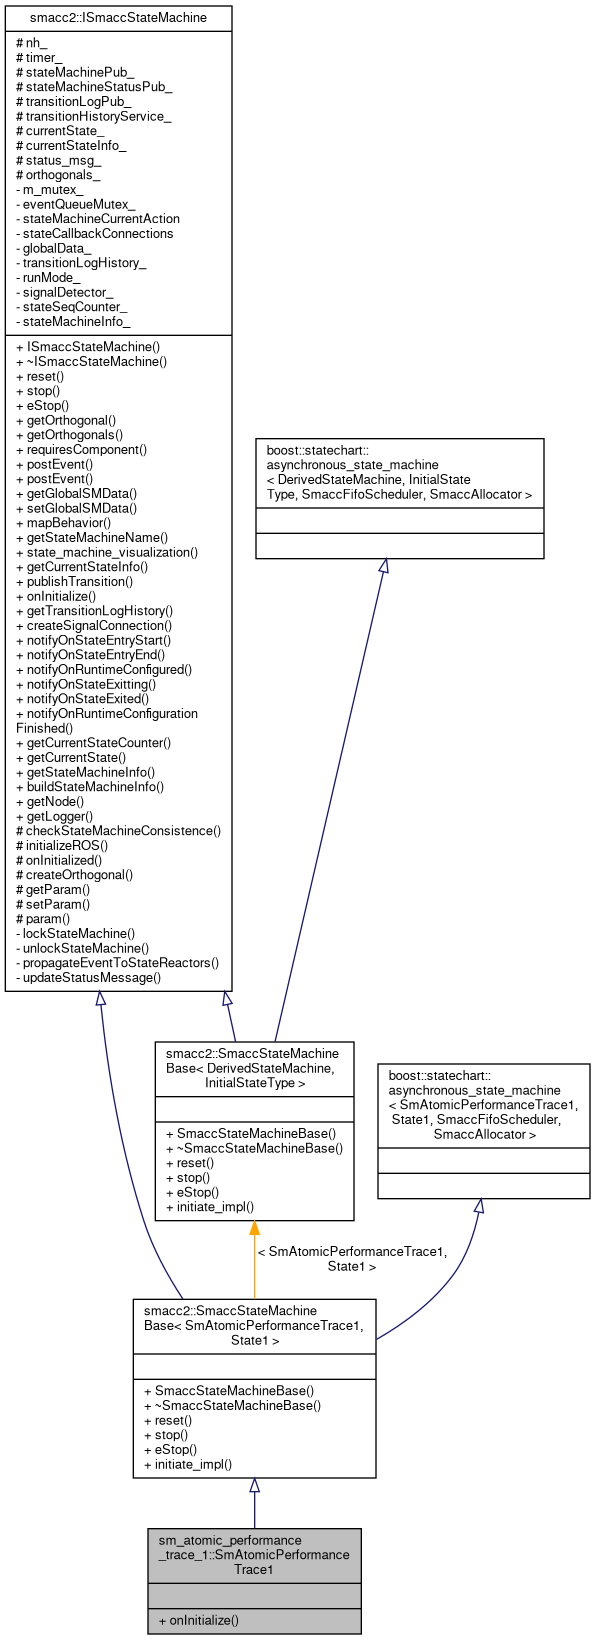 smacc2::ISmaccStateMachine
# nh_
# timer_
# stateMachinePub_
# stateMachineStatusPub_
# transitionLogPub_
# transitionHistoryService_
# currentState_
# currentStateInfo_
# status_msg_
# orthogonals_
- m_mutex_
- eventQueueMutex_
- stateMachineCurrentAction
- stateCallbackConnections
- globalData_
- transitionLogHistory_
- runMode_
- signalDetector_
- stateSeqCounter_
- stateMachineInfo_
+ ISmaccStateMachine()
+ ~ISmaccStateMachine()
+ reset()
+ stop()
+ eStop()
+ getOrthogonal()
+ getOrthogonals()
+ requiresComponent()
+ postEvent()
+ postEvent()
+ getGlobalSMData()
+ setGlobalSMData()
+ mapBehavior()
+ getStateMachineName()
+ state_machine_visualization()
+ getCurrentStateInfo()
+ publishTransition()
+ onInitialize()
+ getTransitionLogHistory()
+ createSignalConnection()
+ notifyOnStateEntryStart()
+ notifyOnStateEntryEnd()
+ notifyOnRuntimeConfigured()
+ notifyOnStateExitting()
+ notifyOnStateExited()
+ notifyOnRuntimeConfiguration
Finished()
+ getCurrentStateCounter()
+ getCurrentState()
+ getStateMachineInfo()
+ buildStateMachineInfo()
+ getNode()
+ getLogger()
# checkStateMachineConsistence()
# initializeROS()
# onInitialized()
# createOrthogonal()
# getParam()
# setParam()
# param()
- lockStateMachine()
- unlockStateMachine()
- propagateEventToStateReactors()
- updateStatusMessage()
boost::statechart::
asynchronous_state_machine
< DerivedStateMachine, InitialState
Type, SmaccFifoScheduler, SmaccAllocator >
smacc2::SmaccStateMachine
Base< DerivedStateMachine,
InitialStateType >
+ SmaccStateMachineBase()
+ ~SmaccStateMachineBase()
+ reset()
+ stop()
+ eStop()
+ initiate_impl()
boost::statechart::
asynchronous_state_machine
< SmAtomicPerformanceTrace1,
State1, SmaccFifoScheduler,
SmaccAllocator >
< SmAtomicPerformanceTrace1,
State1 >
smacc2::SmaccStateMachine
Base< SmAtomicPerformanceTrace1,
State1 >
+ SmaccStateMachineBase()
+ ~SmaccStateMachineBase()
+ reset()
+ stop()
+ eStop()
+ initiate_impl()
sm_atomic_performance
_trace_1::SmAtomicPerformance
Trace1
+ onInitialize()